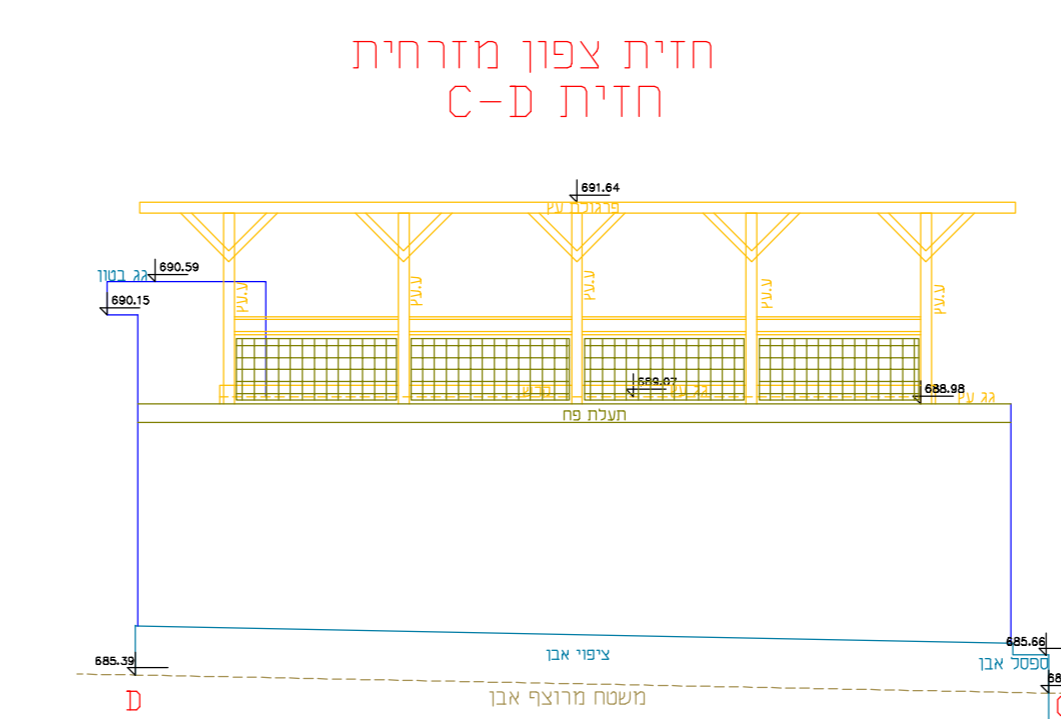 חזית צפון מזרחית
חזית C-D
691.64
פרגולת עץ
690.59
גג בטון
690.15
ע.עץ
ע.עץ
ע.עץ
ע.עץ
ע.עץ
689.07
גג עץ
688.98
גג עץ
תעלת פח
685.66
ציפוי אבן
685.39
ספסל אבן
משטח מרוצף אבן
D